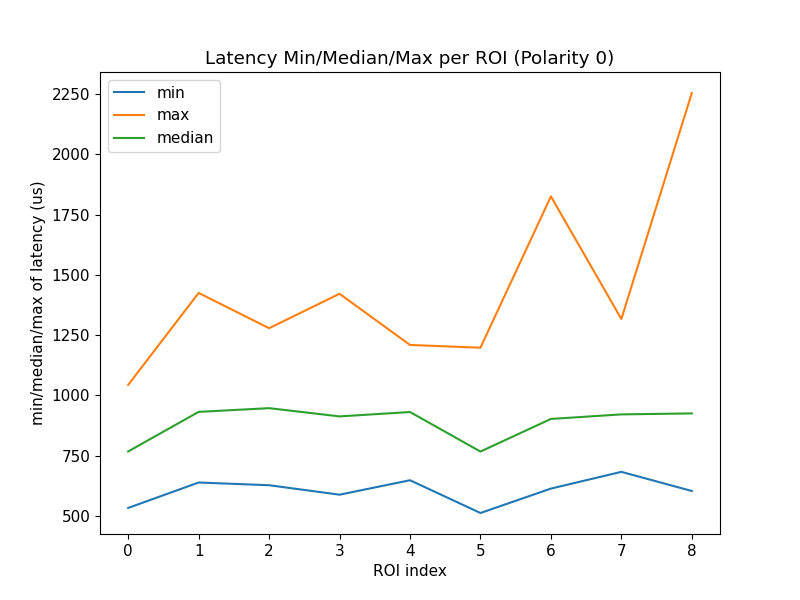 Latency Min/Median/Max per ROI (Polarity 0)
min
max
median
min/median/max of latency (us)
2250
2000
1750
1500
1250
1000
750
500
0 1 2 3 4 5 6 7 8
ROI index